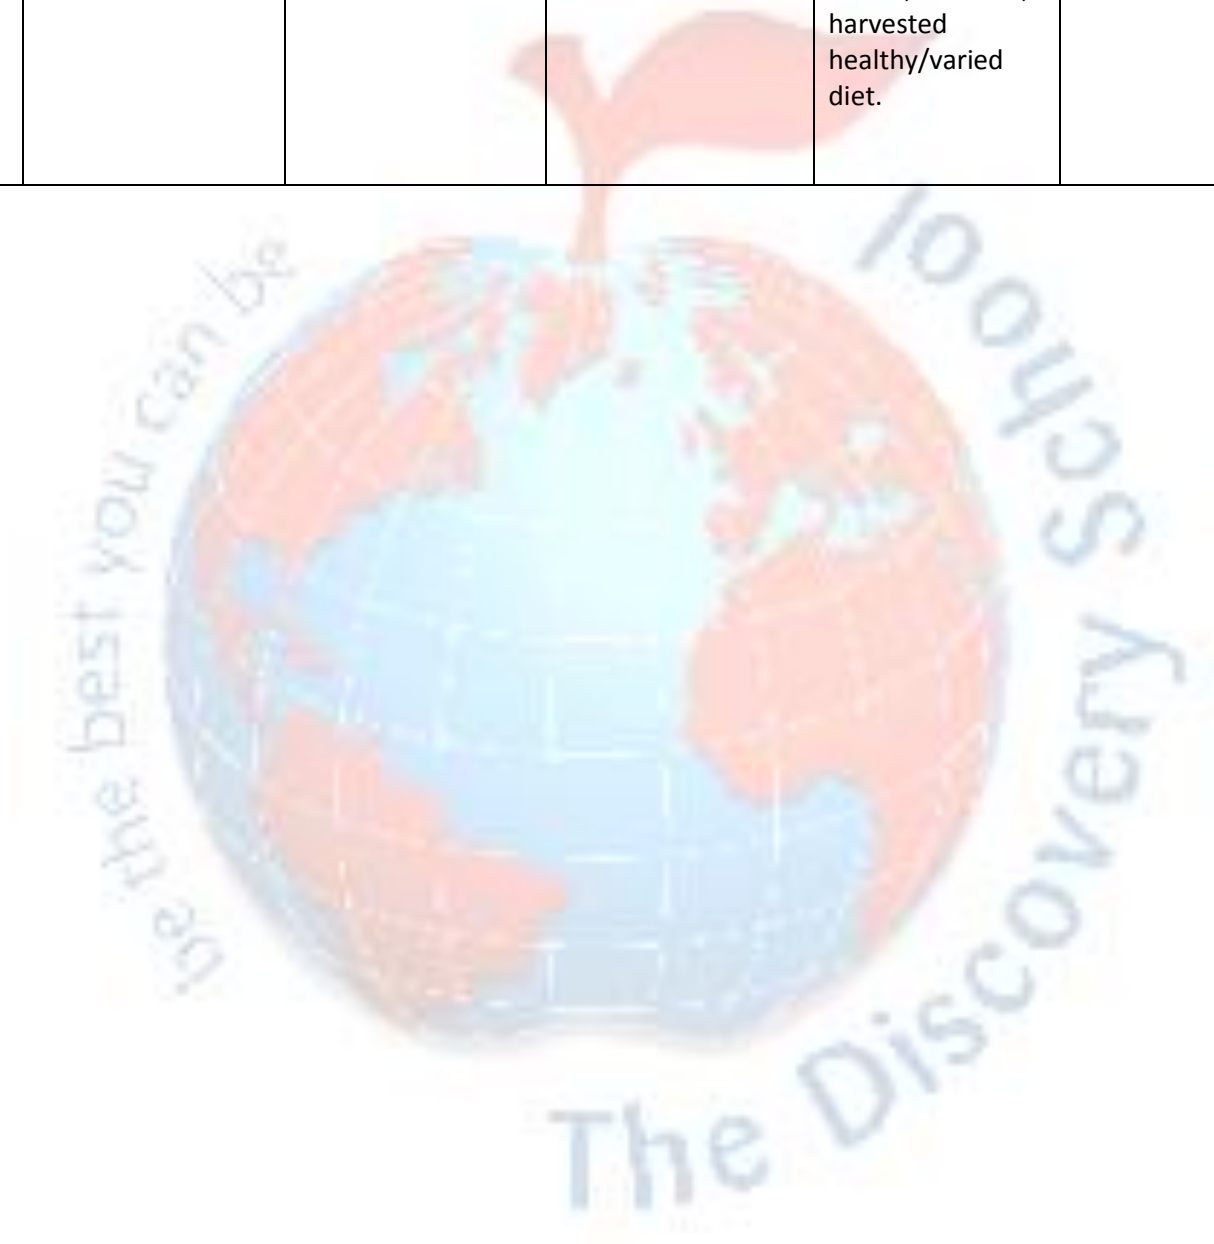 harvested
healthy/varied
diet.
be the best you can be
The Discovery School